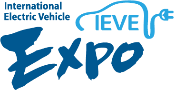 International
Electric Vehicle
IEVE
Expo